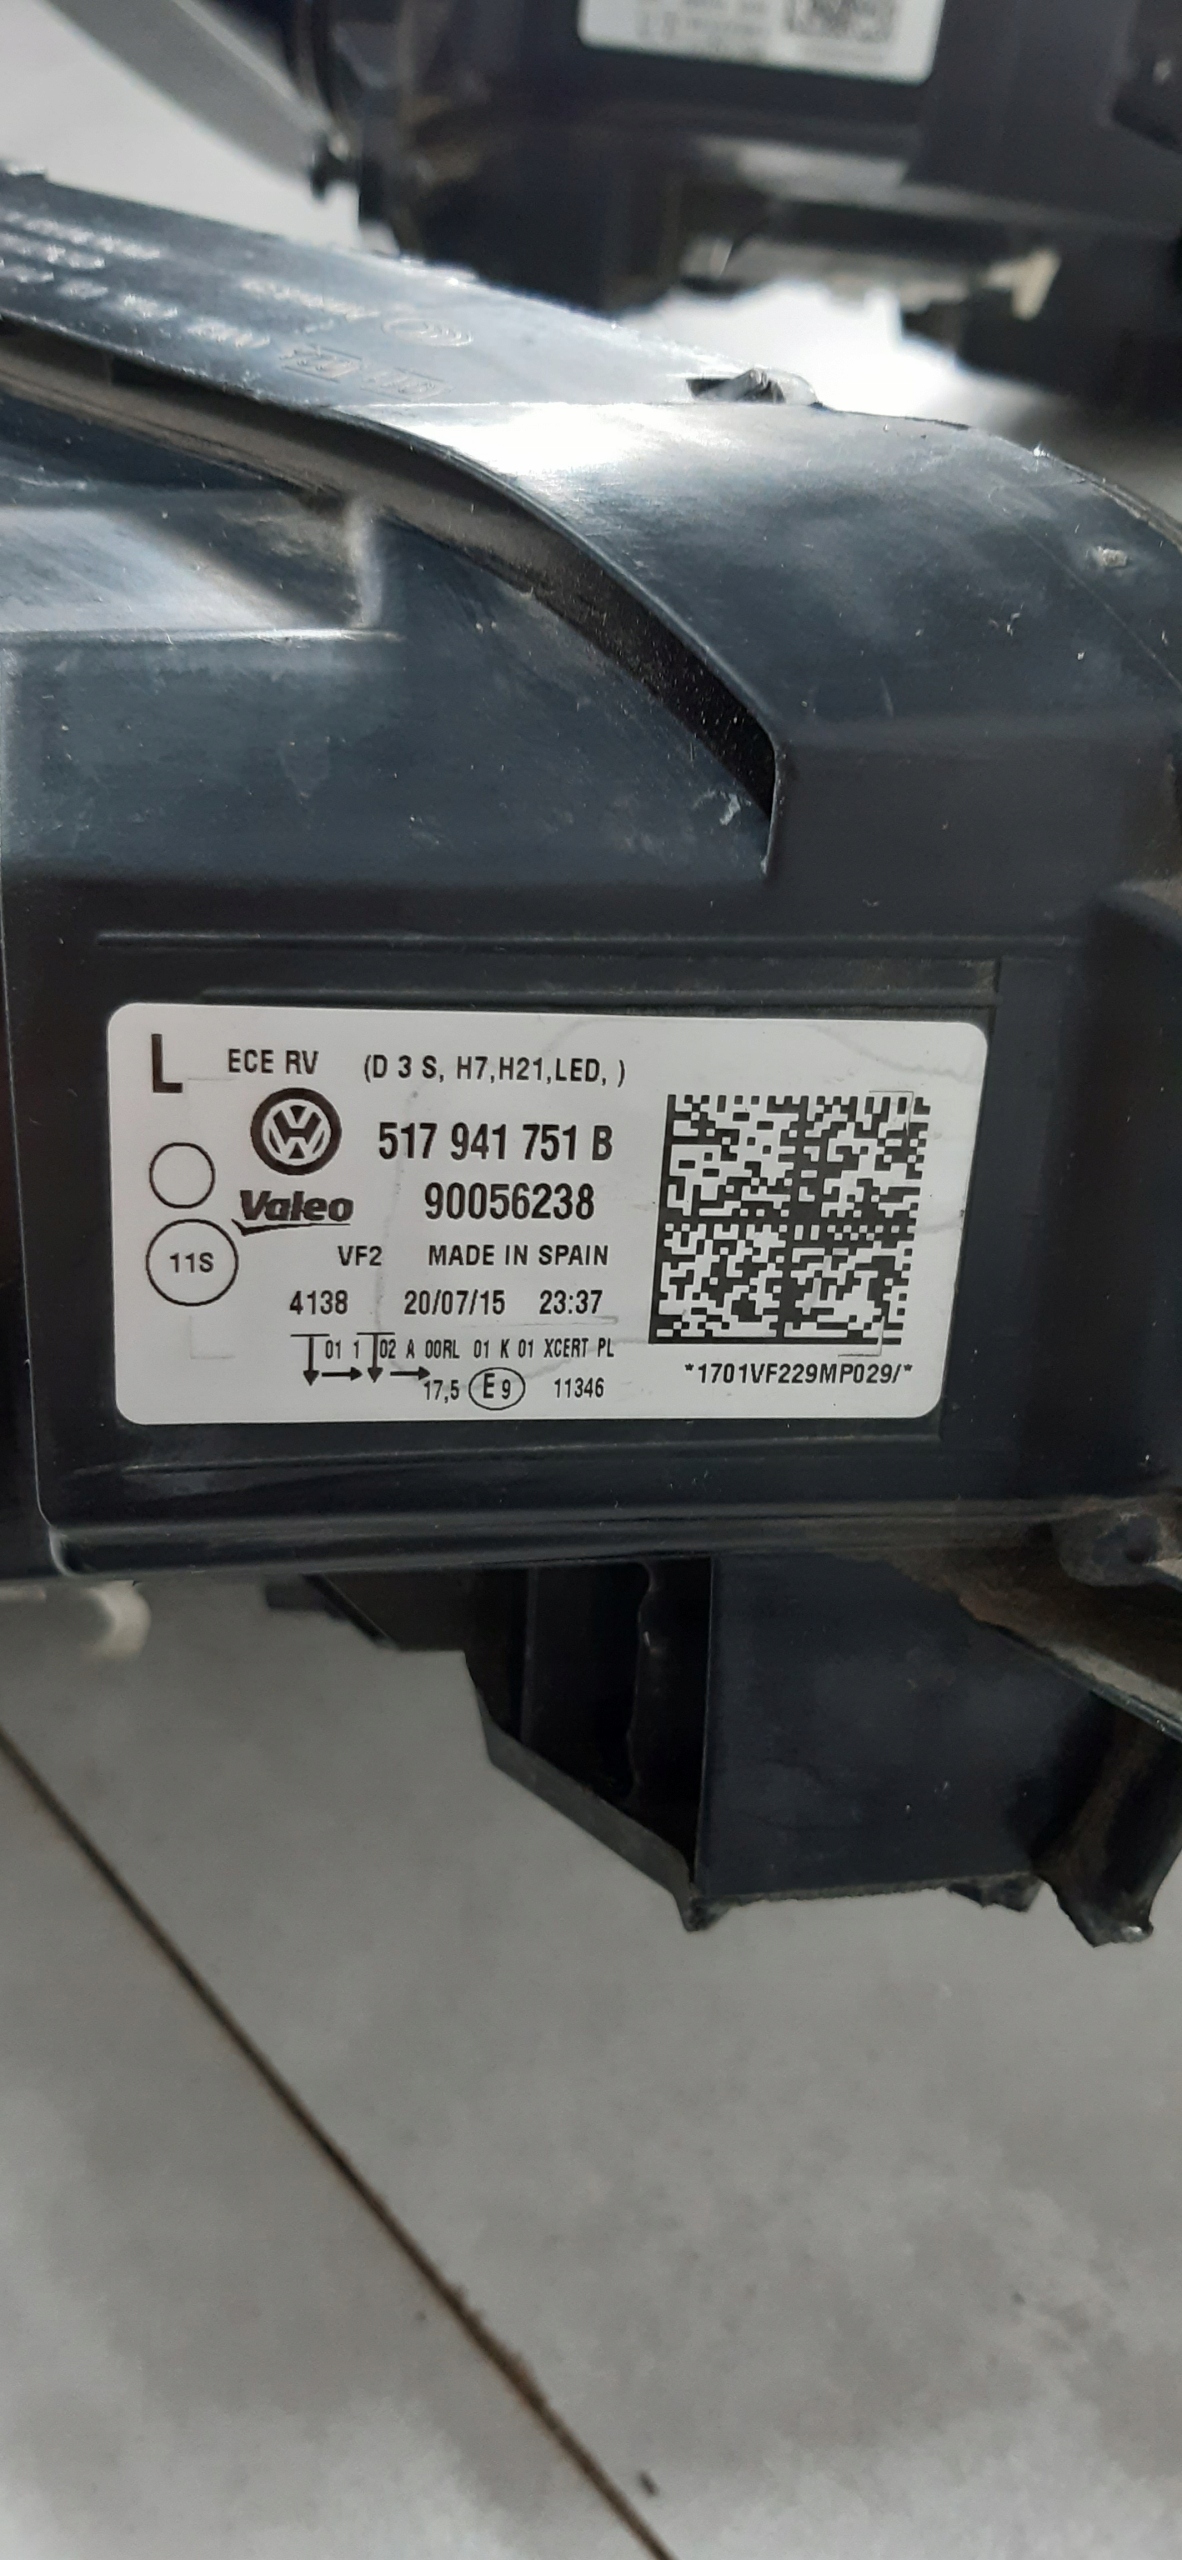 L ECE RV (D 3 S, H7,H21,LED, )
517 941 751 B
Valeo 90056238
11S VF2 MADE IN SPAIN
4138 20/07/15 23:37
01 1 02 A 00RL 01 K 01 XCERT PL
17,5 E9 11346
*1701VF229MP029/*